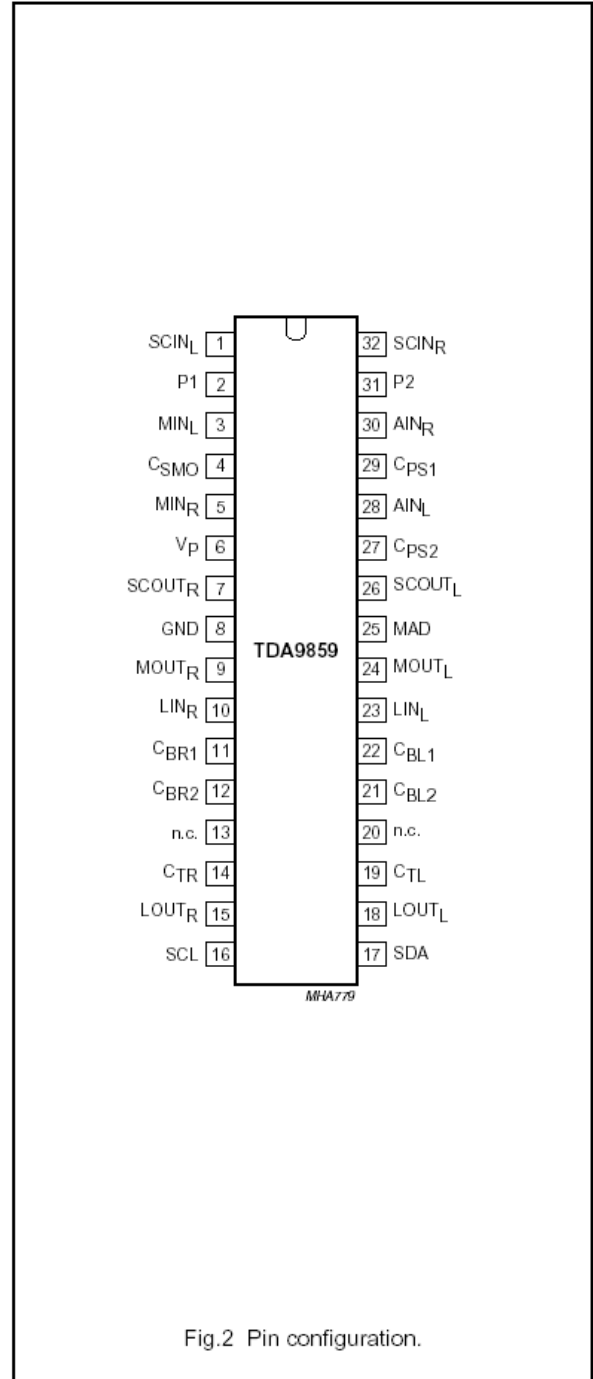 SCINL 1 32 SCINR
P1 2 31 P2
MINL 3 30 AINR
CSMO 4 29 CPS1
MINR 5 28 AINL
VP 6 27 CPS2
SCOUTR 7 26 SCOUTL
GND 8 25 MAD
TDA9859
MOUTR 9 24 MOUTL
LINR 10 23 LINL
CBR1 11 22 CBL1
CBR2 12 21 CBL2
n.c. 13 20 n.c.
CTR 14 19 CTL
LOUTR 15 18 LOUTL
SCL 16 17 SDA
MHA779
Fig.2 Pin configuration.